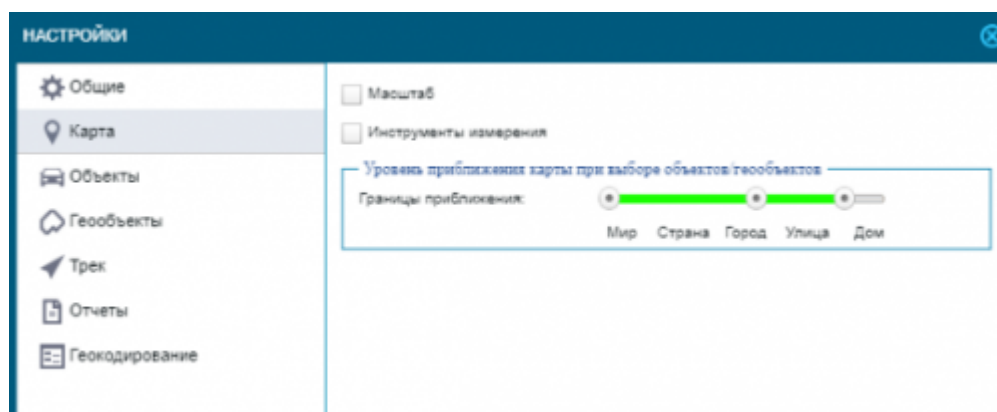 НАСТРОЙКИ
Общие
Карта
Объекты
Геообъекты
Трек
Отчеты
Геокодирование
Масштаб
Инструменты измерения
Уровень приближения карты при выборе объектов/геообъектов
Границы приближения:
Мир Страна Город Улица Дом